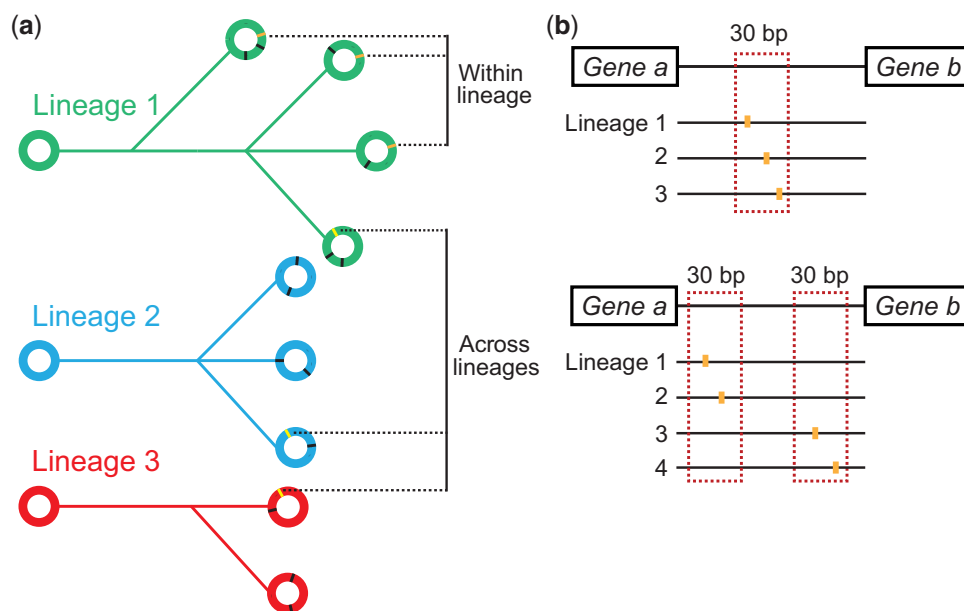 (a)
Lineage 1
Within
lineage
Lineage 2
Across
lineages
Lineage 3
(b)
30 bp
Gene a
Gene b
Lineage 1
2
3
30 bp
30 bp
Gene a
Gene b
Lineage 1
2
3
4